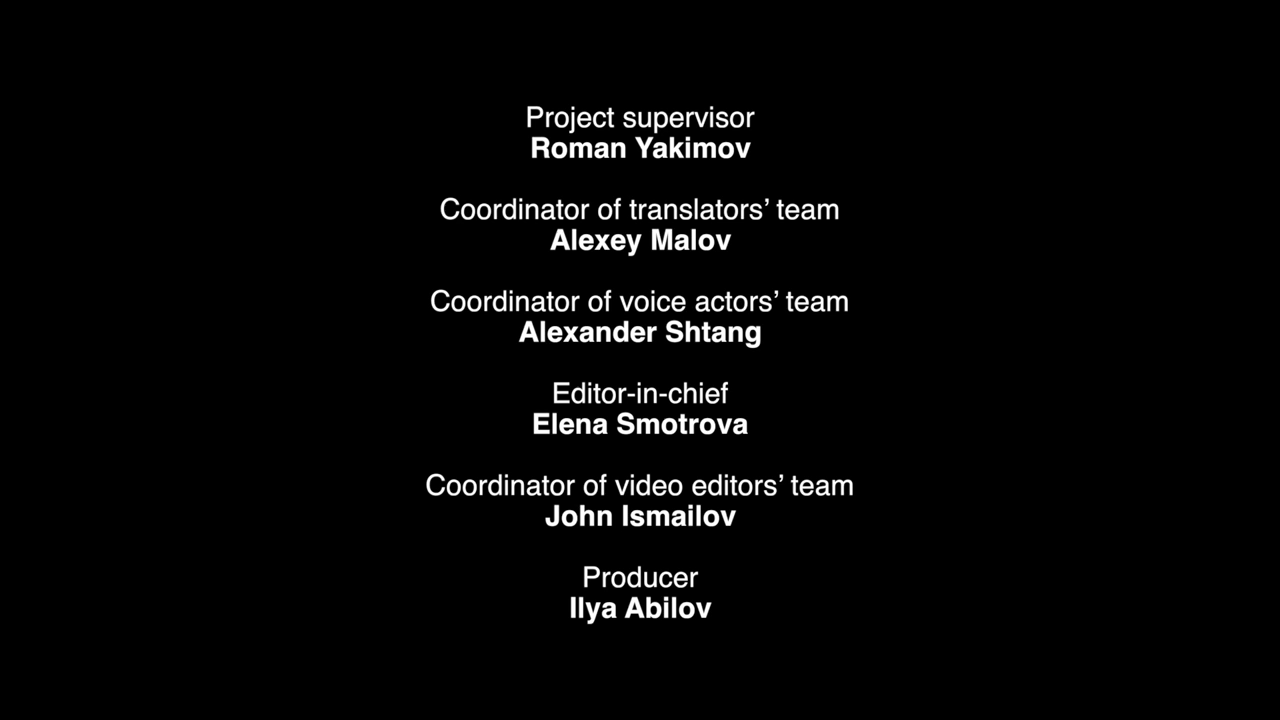 Project supervisor
Roman Yakimov
Coordinator of translators’ team
Alexey Malov
Coordinator of voice actors’ team
Alexander Shtang
Editor-in-chief
Elena Smotrova
Coordinator of video editors’ team
John Ismailov
Producer
Ilya Abilov